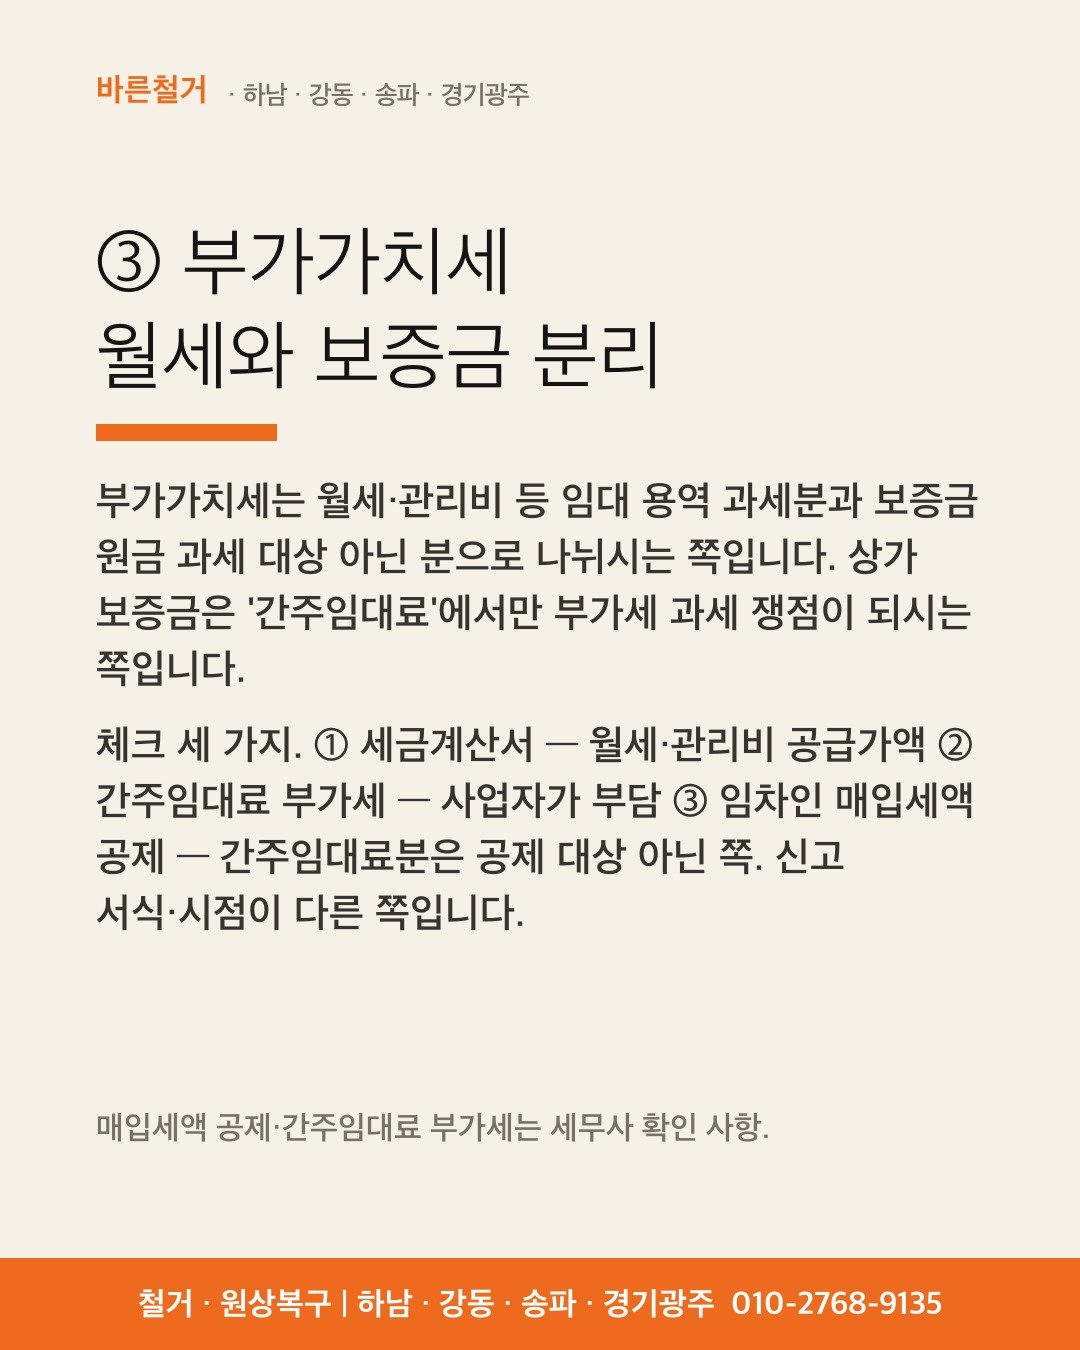 바른철거 · 하남 · 강동 · 송파 · 경기광주
③ 부가가치세
월세와 보증금 분리
부가가치세는 월세·관리비 등 임대 용역 과세분과 보증금
원금 과세 대상 아닌 분으로 나뉘시는 쪽입니다. 상가
보증금은 '간주임대료'에서만 부가세 과세 쟁점이 되시는
쪽입니다.
체크 세 가지. ① 세금계산서 — 월세·관리비 공급가액 ②
간주임대료 부가세 — 사업자가 부담 ③ 임차인 매입세액
공제 — 간주임대료분은 공제 대상 아닌 쪽. 신고
서식·시점이 다른 쪽입니다.
매입세액 공제·간주임대료 부가세는 세무사 확인 사항.
철거 · 원상복구 | 하남 · 강동 · 송파 · 경기광주 010-2768-9135